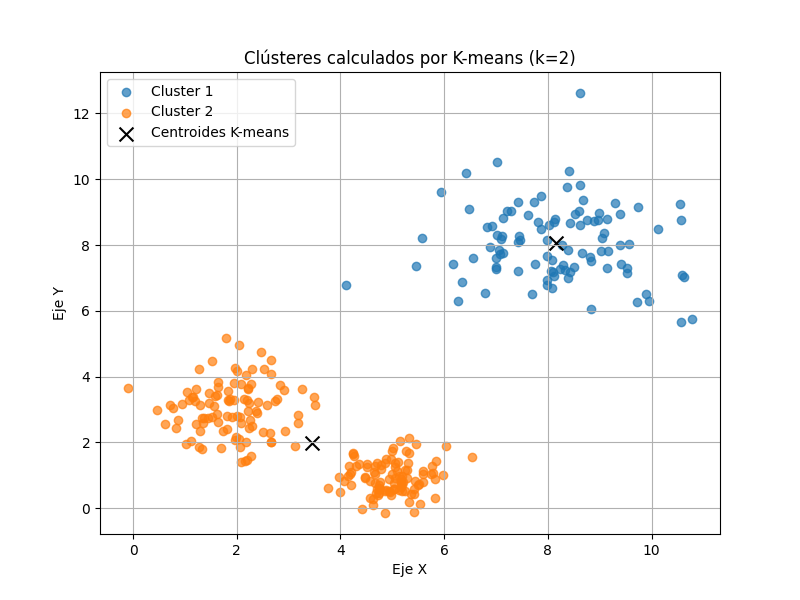 Clústeres calculados por K-means (k=2)
Cluster 1
Cluster 2
Centroides K-means
Eje Y
12
10
8
6
4
2
0
0 2 4 6 8 10
Eje X